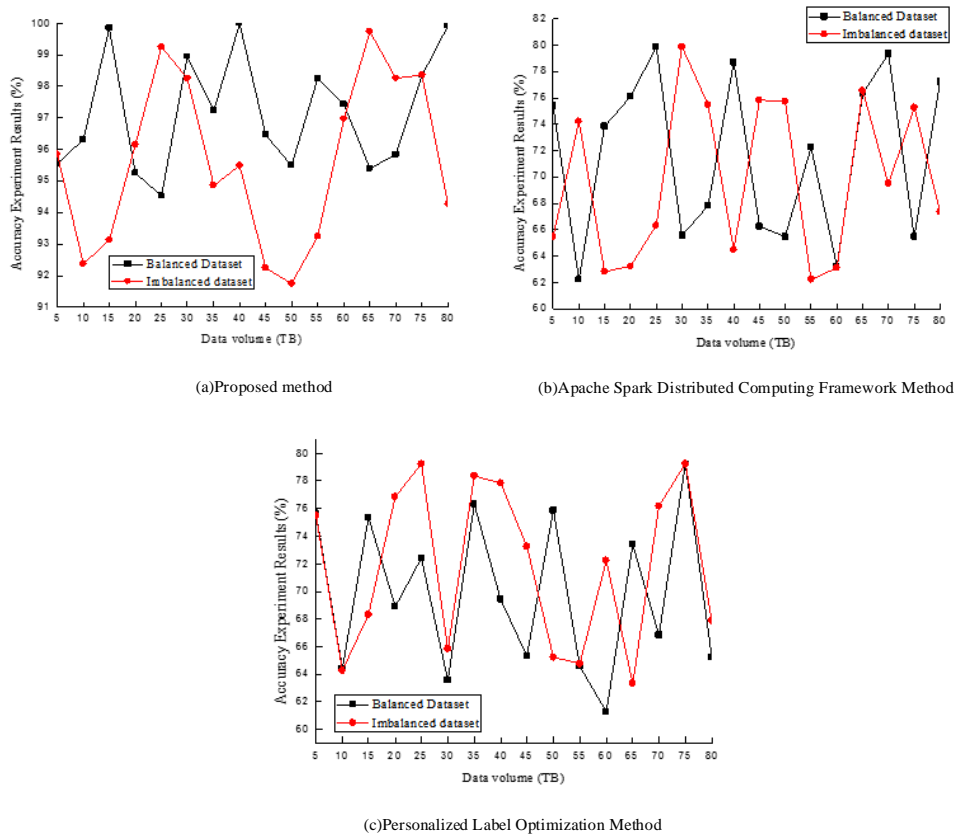 Accuracy Experiment Results (%)
100
99
98
97
96
95
94
93
92
91
Balanced Dataset
Imbalanced dataset
5 10 15 20 25 30 35 40 45 50 55 60 65 70 75 80
Data volume (TB)
(a)Proposed method
Accuracy Experiment Results (%)
82
80
78
76
74
72
70
68
66
64
62
60
Balanced Dataset
Imbalanced dataset
5 10 15 20 25 30 35 40 45 50 55 60 65 70 75 80
Data volume (TB)
(b)Apache Spark Distributed Computing Framework Method
Accuracy Experiment Results (%)
80
78
76
74
72
70
68
66
64
62
60
Balanced Dataset
Imbalanced dataset
5 10 15 20 25 30 35 40 45 50 55 60 65 70 75 80
Data volume (TB)
(c)Personalized Label Optimization Method